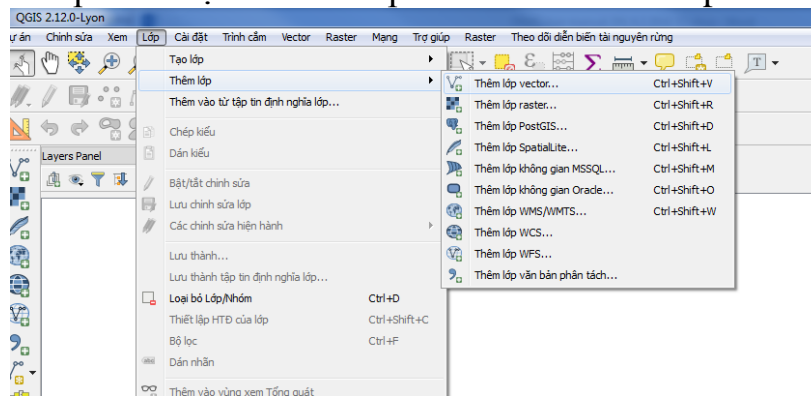 QGIS 2.12.0-Lyon
ự án Chỉnh sửa Xem Lớp Cài đặt Trình cắm Vector Raster Mạng Trợ giúp Raster Theo dõi diễn biến tài nguyên rừng
Tạo lớp
Thêm lớp
Thêm vào từ tập tin định nghĩa lớp...
Chép kiểu
Dán kiểu
Bật/tắt chỉnh sửa
Lưu chỉnh sửa lớp
Các chỉnh sửa hiện hành
Lưu thành...
Lưu thành tập tin định nghĩa lớp...
Loại bỏ Lớp/Nhóm Ctrl+D
Thiết lập HTĐ của lớp Ctrl+Shift+C
Bộ lọc Ctrl+F
Dán nhãn
Thêm vào vùng xem Tổng quát
Thêm lớp vector... Ctrl+Shift+V
Thêm lớp raster... Ctrl+Shift+R
Thêm lớp PostGIS... Ctrl+Shift+D
Thêm lớp SpatialLite... Ctrl+Shift+L
Thêm lớp không gian MSSQL... Ctrl+Shift+M
Thêm lớp không gian Oracle... Ctrl+Shift+O
Thêm lớp WMS/WMTS... Ctrl+Shift+W
Thêm lớp WCS...
Thêm lớp WFS...
Thêm lớp văn bản phân tách...
Layers Panel